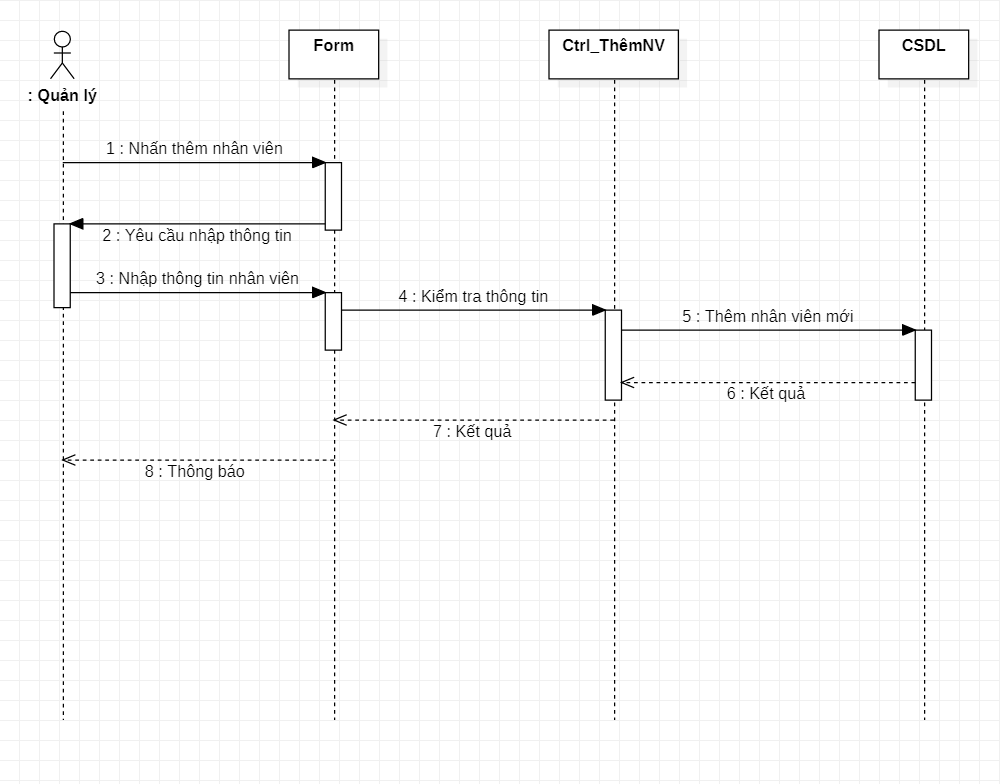 Form
Ctrl_ThêmNV
CSDL
: Quản lý
1 : Nhấn thêm nhân viên
2 : Yêu cầu nhập thông tin
3 : Nhập thông tin nhân viên
4 : Kiểm tra thông tin
5 : Thêm nhân viên mới
6 : Kết quả
7 : Kết quả
8 : Thông báo